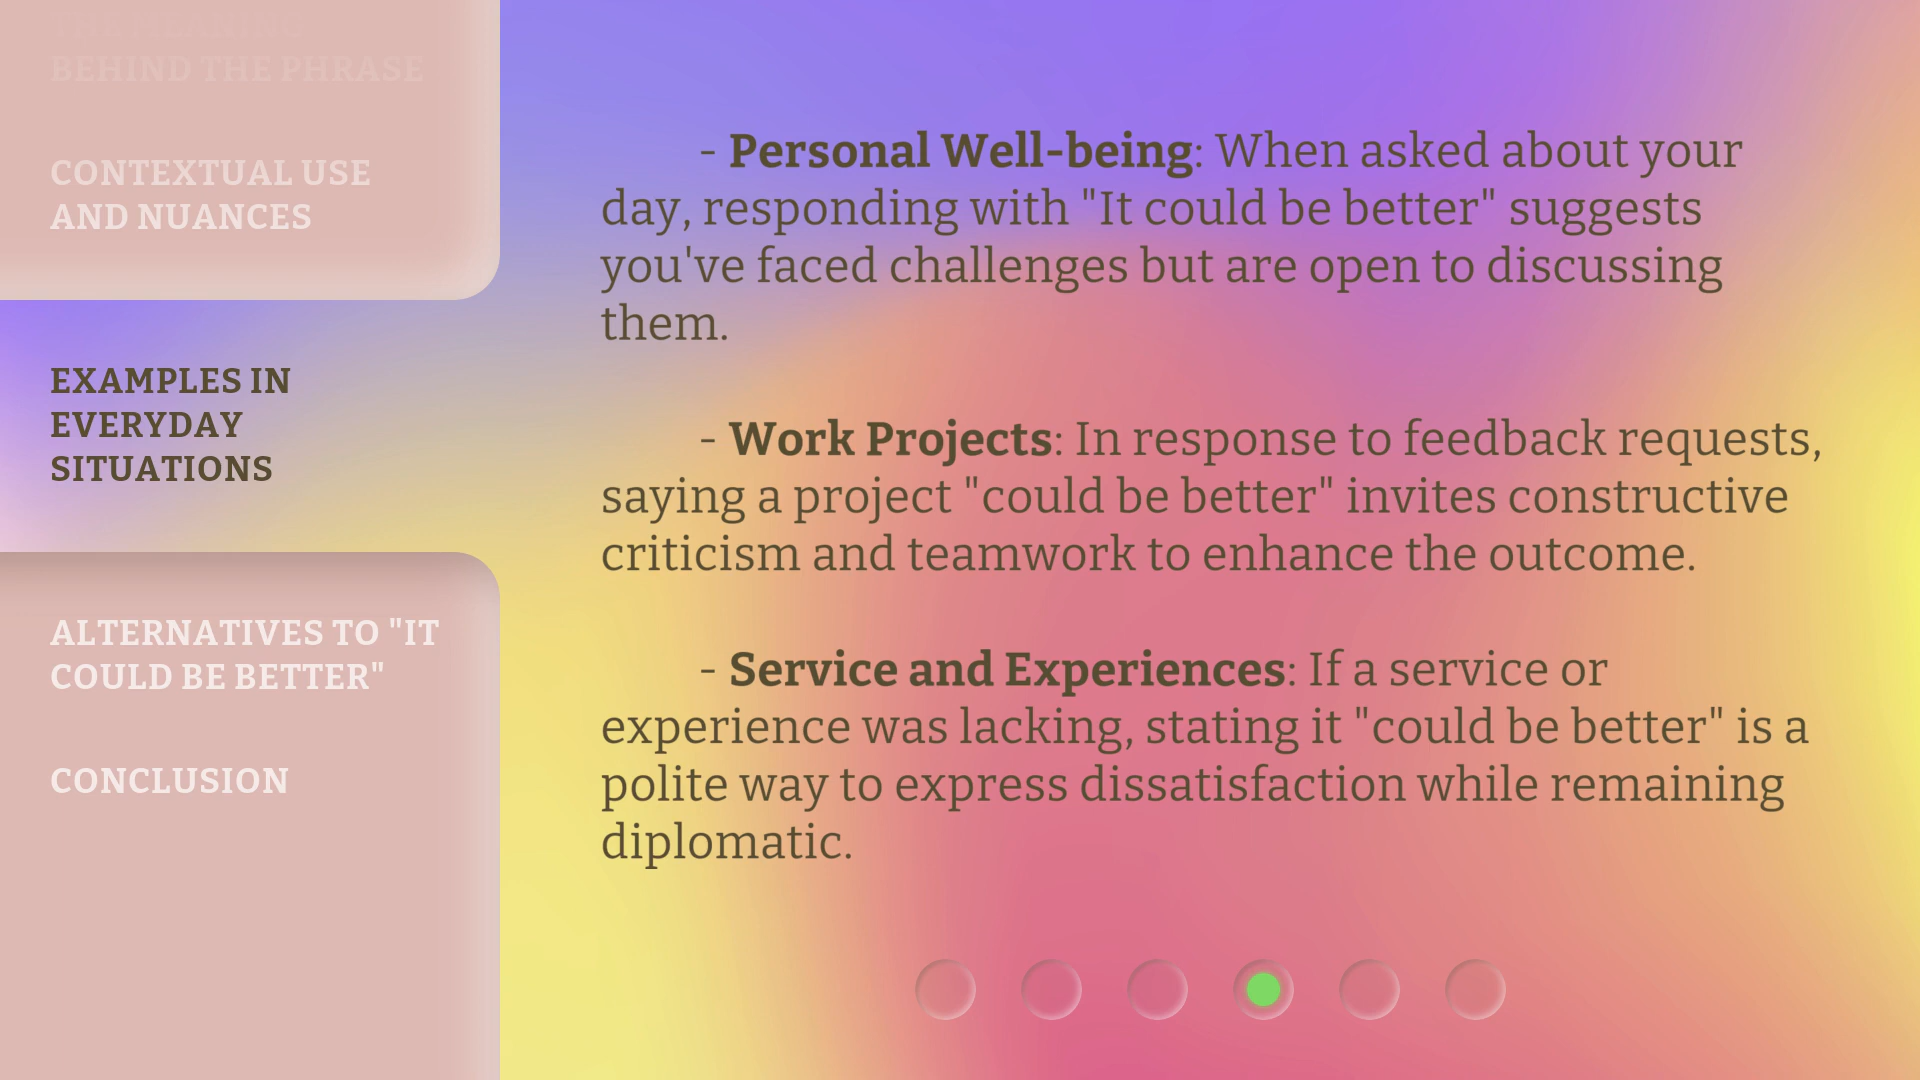 THE MEANING
BEHIND THE PHRASE
CONTEXTUAL USE
AND NUANCES
EXAMPLES IN
EVERYDAY
SITUATIONS
ALTERNATIVES TO "IT
COULD BE BETTER"
CONCLUSION
- Personal Well-being: When asked about your
day, responding with "It could be better" suggests
you've faced challenges but are open to discussing
them.
- Work Projects: In response to feedback requests,
saying a project "could be better" invites constructive
criticism and teamwork to enhance the outcome.
- Service and Experiences: If a service or
experience was lacking, stating it "could be better" is a
polite way to express dissatisfaction while remaining
diplomatic.